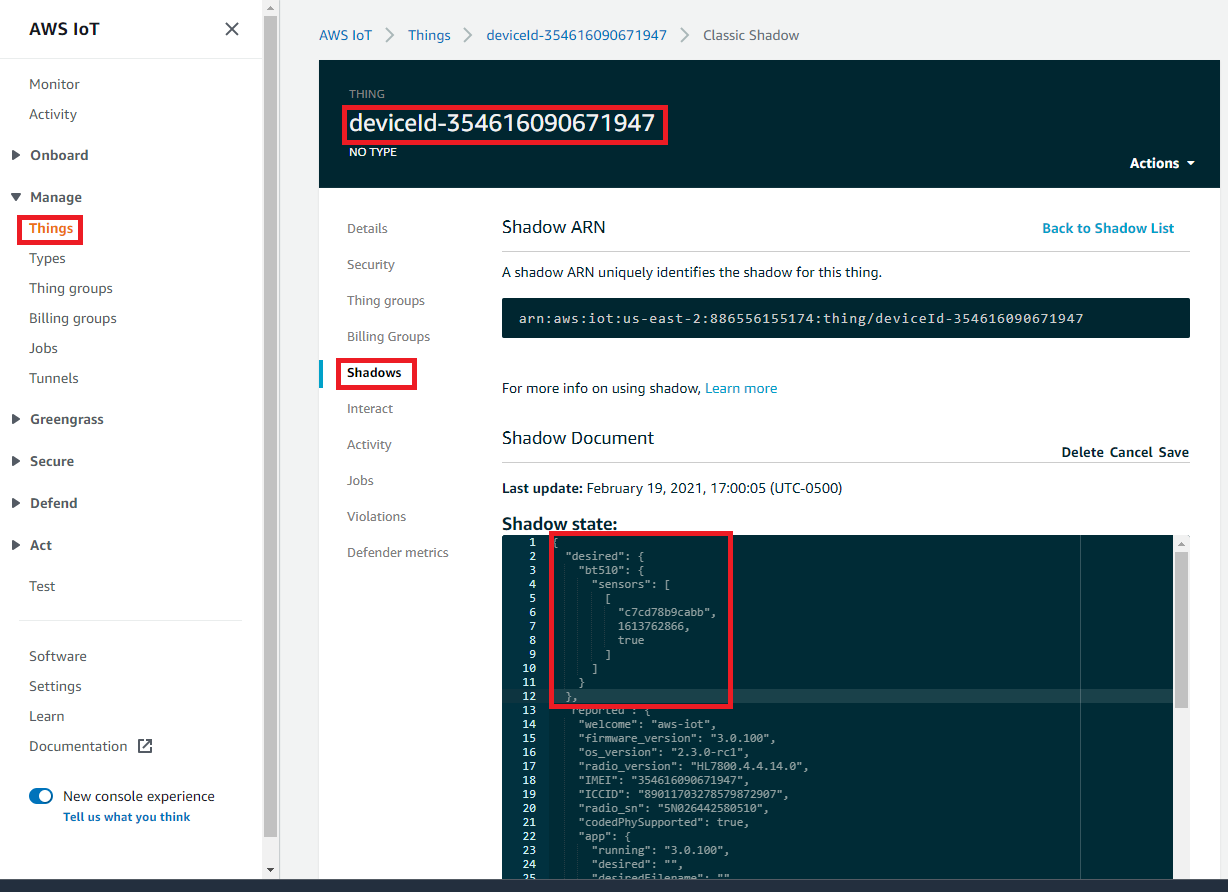 AWS IoT
Monitor
Activity
Onboard
Manage
Things
Types
Thing groups
Billing groups
Jobs
Tunnels
Greengrass
Secure
Defend
Act
Test
Software
Settings
Learn
Documentation
New console experience
Tell us what you think
AWS IoT Things deviceId-354616090671947 Classic Shadow
THING
deviceId-354616090671947
NO TYPE
Actions
Details
Security
Thing groups
Billing Groups
Shadows
Interact
Activity
Jobs
Violations
Defender metrics
Shadow ARN
Back to Shadow List
A shadow ARN uniquely identifies the shadow for this thing.
arn:aws:iot:us-east-2:886556155174:thing/deviceId-354616090671947
For more info on using shadow, Learn more
Shadow Document
Delete Cancel Save
Last update: February 19, 2021, 17:00:05 (UTC-0500)
Shadow state:
1 {
2 "desired": {
3 "bt510": {
4 "sensors": [
5 [
6 "c7cd78b9cabb",
7 1613762866,
8 true
9 ]
10 ]
11 }
12 },
13 "reported": {
14 "welcome": "aws-iot",
15 "firmware_version": "3.0.100",
16 "os_version": "2.3.0-rc1",
17 "radio_version": "HL7800.4.4.14.0",
18 "IMEI": "354616090671947",
19 "ICCID": "89011703278579872907",
20 "radio_sn": "5N026442580510",
21 "codedPhySupported": true,
22 "app": {
23 "running": "3.0.100",
24 "desired": "",
25 "desiredFilename": ""